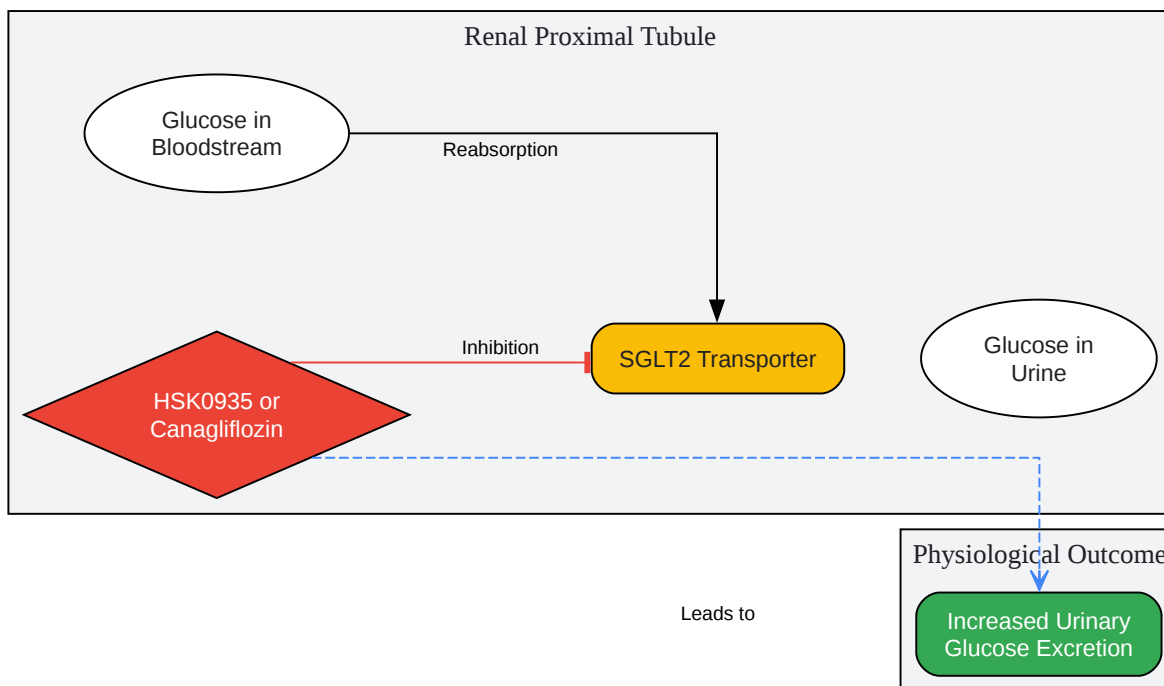 Renal Proximal Tubule
Glucose in
Bloodstream
Reabsorption
Inhibition
SGLT2 Transporter
Glucose in
Urine
HSK0935 or
Canagliflozin
Physiological Outcome
Leads to
Increased Urinary
Glucose Excretion